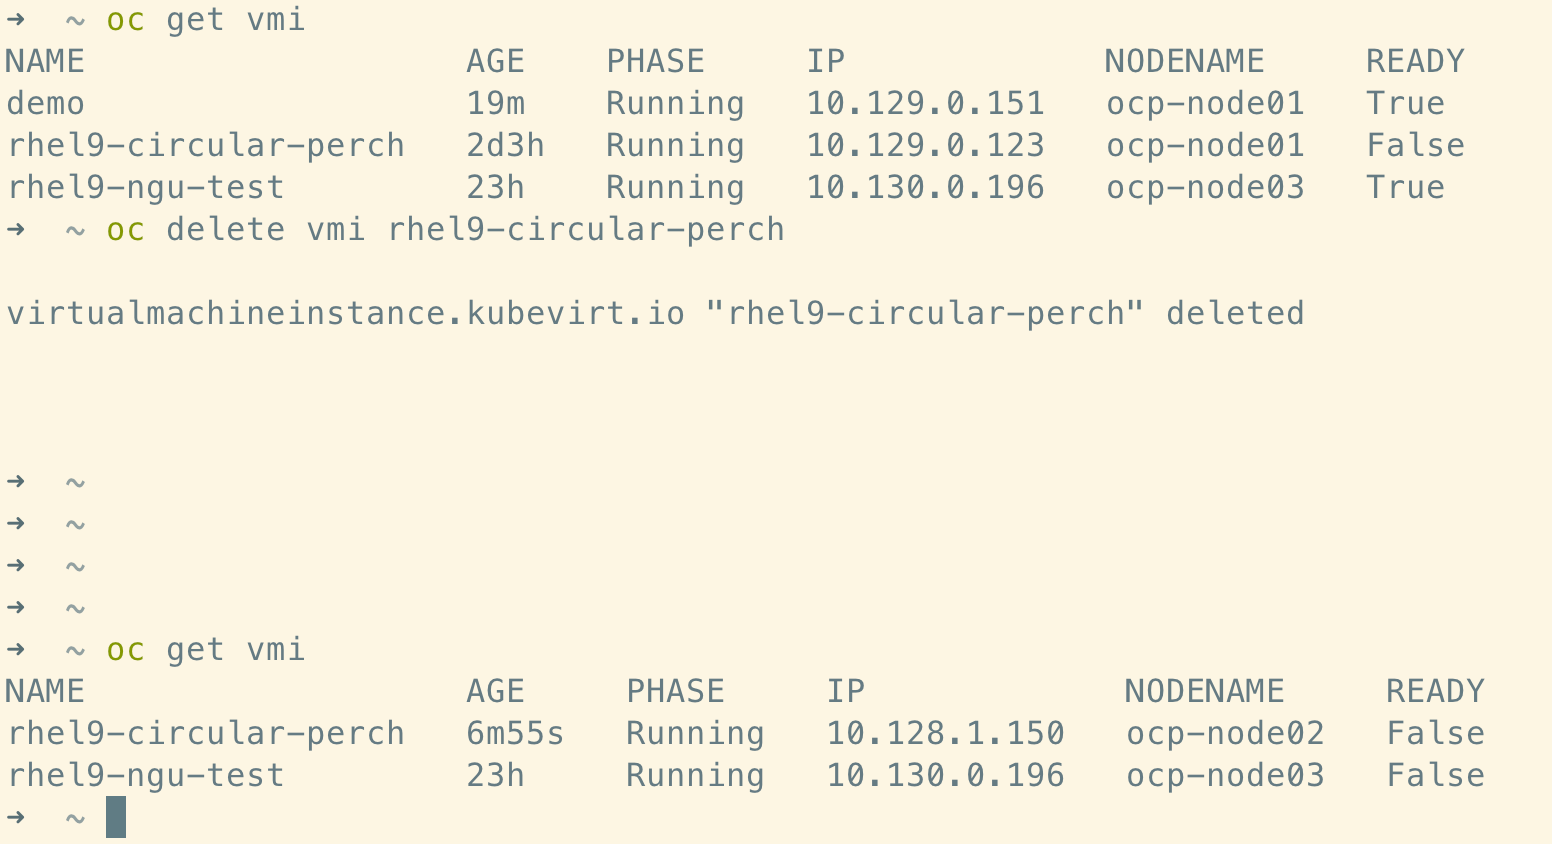 ➜  ~ oc get vmi
NAME                   AGE    PHASE     IP             NODENAME     READY
demo                   19m    Running   10.129.0.151   ocp-node01   True
rhel9-circular-perch   2d3h   Running   10.129.0.123   ocp-node01   False
rhel9-ngu-test         23h    Running   10.130.0.196   ocp-node03   True
➜  ~ oc delete vmi rhel9-circular-perch
virtualmachineinstance.kubevirt.io "rhel9-circular-perch" deleted
➜  ~
➜  ~
➜  ~
➜  ~
➜  ~ oc get vmi
NAME                   AGE     PHASE     IP             NODENAME     READY
rhel9-circular-perch   6m55s   Running   10.128.1.150   ocp-node02   False
rhel9-ngu-test         23h     Running   10.130.0.196   ocp-node03   False
➜  ~